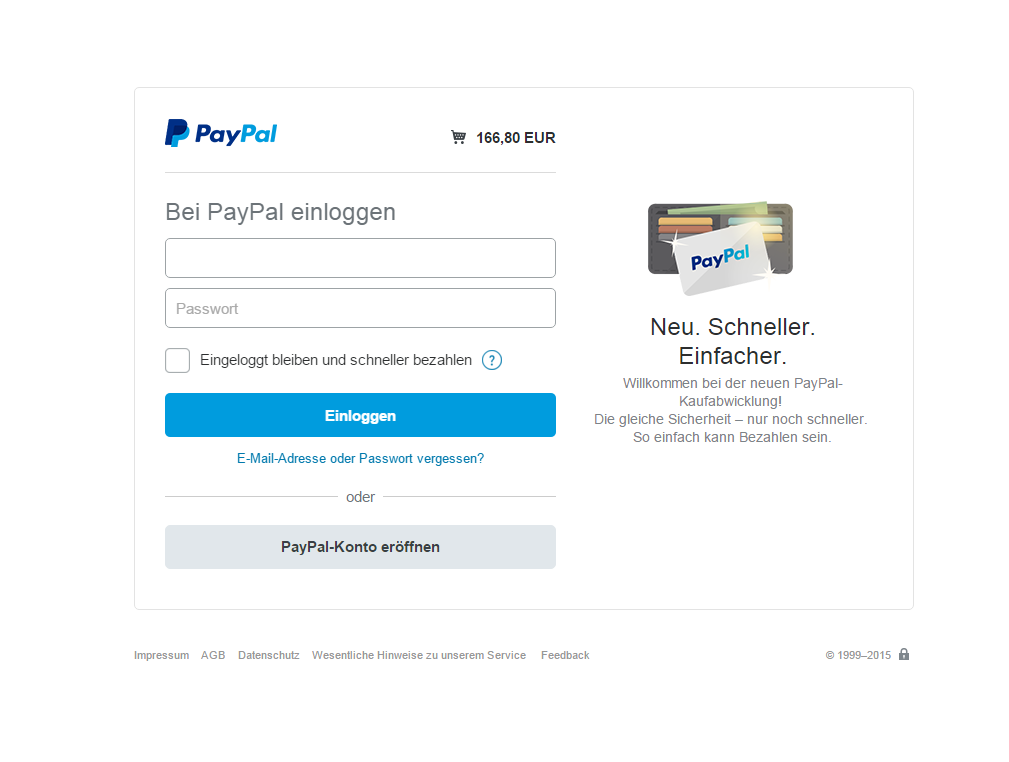 PayPal
166,80 EUR
Bei PayPal einloggen
Passwort
Eingeloggt bleiben und schneller bezahlen ?
Einloggen
E-Mail-Adresse oder Passwort vergessen?
oder
PayPal-Konto eröffnen
PayPal
Neu. Schneller.
Einfacher.
Willkommen bei der neuen PayPal-
Kaufabwicklung!
Die gleiche Sicherheit – nur noch schneller.
So einfach kann Bezahlen sein.
Impressum AGB Datenschutz Wesentliche Hinweise zu unserem Service Feedback
© 1999–2015